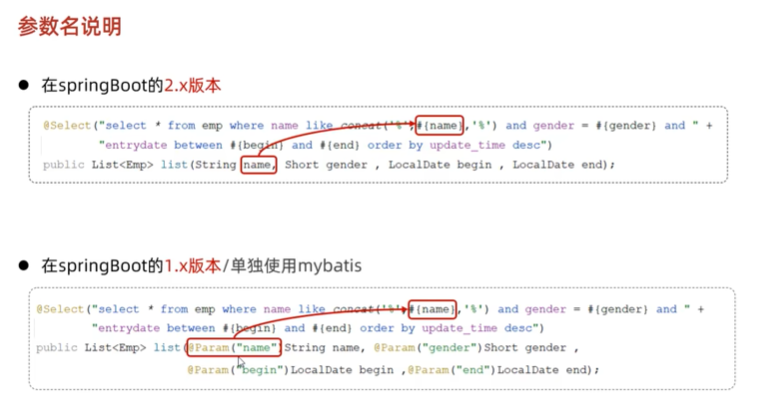 参数名说明
● 在springBoot的2.x版本
@Select("select * from emp where name like concat('%',#{name},'%') and gender = #{gender} and " +
"entrydate between #{begin} and #{end} order by update_time desc")
public List<Emp> list(String name, Short gender , LocalDate begin , LocalDate end);
● 在springBoot的1.x版本/单独使用mybatis
@Select("select * from emp where name like concat('%',#{name},'%') and gender = #{gender} and " +
"entrydate between #{begin} and #{end} order by update_time desc")
public List<Emp> list(@Param("name")String name, @Param("gender")Short gender ,
@Param("begin")LocalDate begin ,@Param("end")LocalDate end);